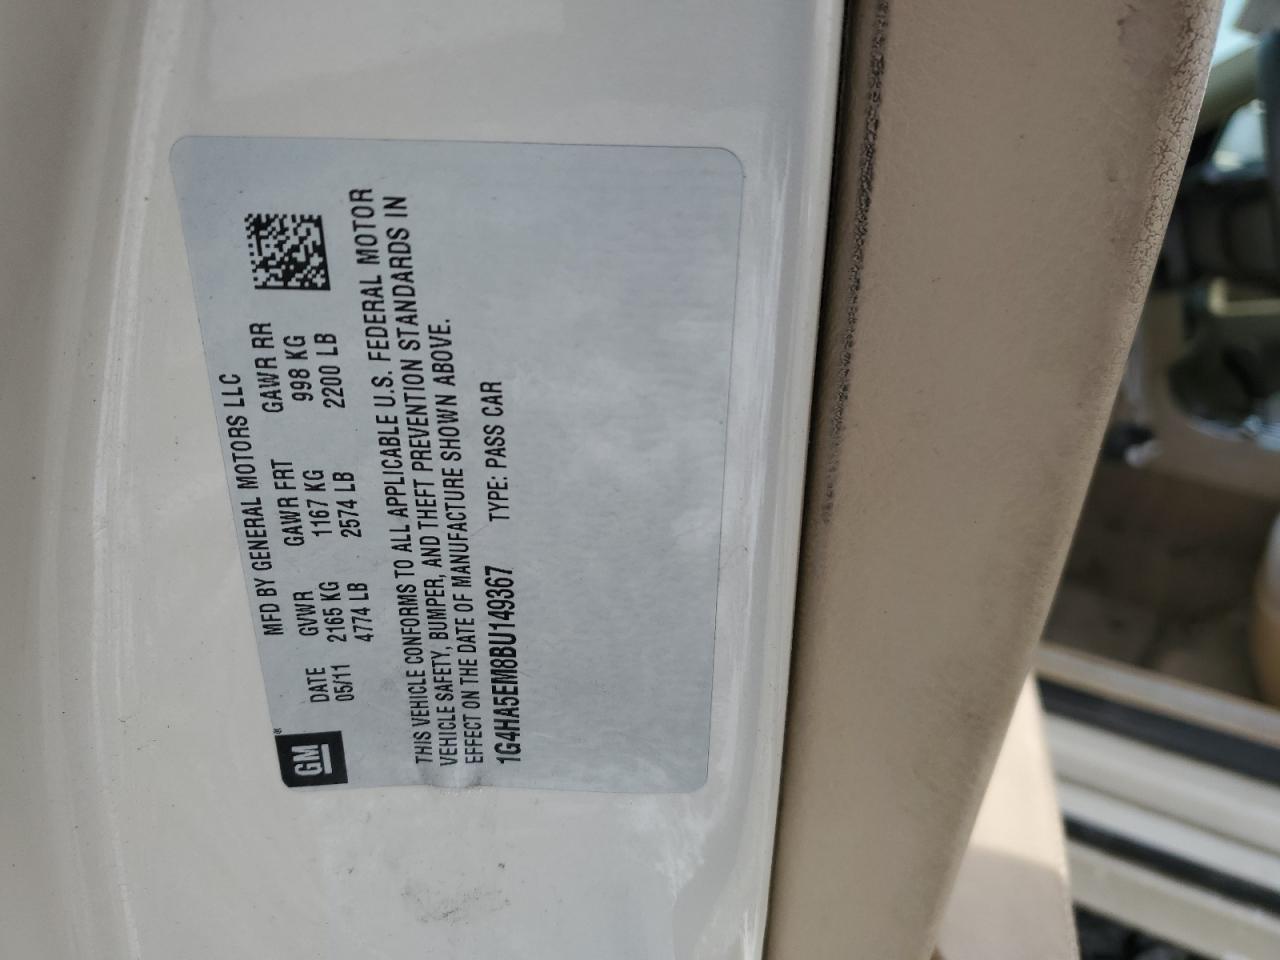 GM®
MFD BY GENERAL MOTORS LLC
DATE GVWR GAWR FRT GAWR RR
05/11 2165 KG 1167 KG 998 KG
4774 LB 2574 LB 2200 LB
THIS VEHICLE CONFORMS TO ALL APPLICABLE U.S. FEDERAL MOTOR
VEHICLE SAFETY, BUMPER, AND THEFT PREVENTION STANDARDS IN
EFFECT ON THE DATE OF MANUFACTURE SHOWN ABOVE.
1G4HA5EM8BU149367 TYPE: PASS CAR